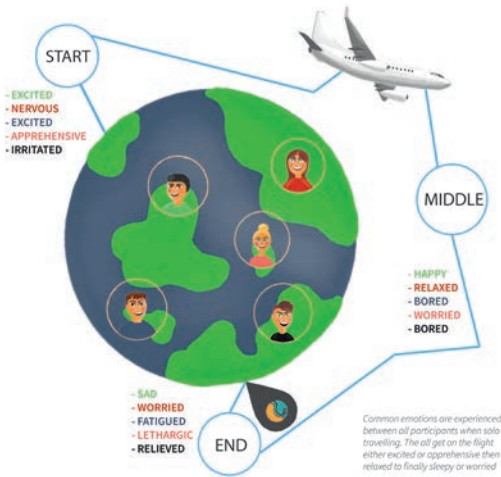 START
- EXCITED
- NERVOUS
- EXCITED
- APPREHENSIVE
- IRRITATED
MIDDLE
- HAPPY
- RELAXED
- BORED
- WORRIED
- BORED
- SAD
- WORRIED
- FATIGUED
- LETHARGIC
- RELIEVED
END
Common emotions are experienced
between all participants when solo
travelling. The all get on the flight
either excited or apprehensive then
relaxed to finally sleepy or worried